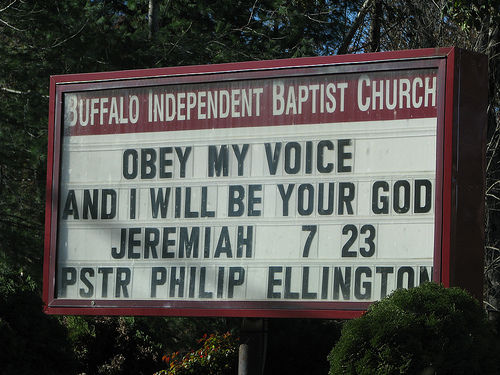 BUFFALO INDEPENDENT BAPTIST CHURCH
OBEY MY VOICE
AND I WILL BE YOUR GOD
JEREMIAH 7 23
PSTR PHILIP ELLINGTON